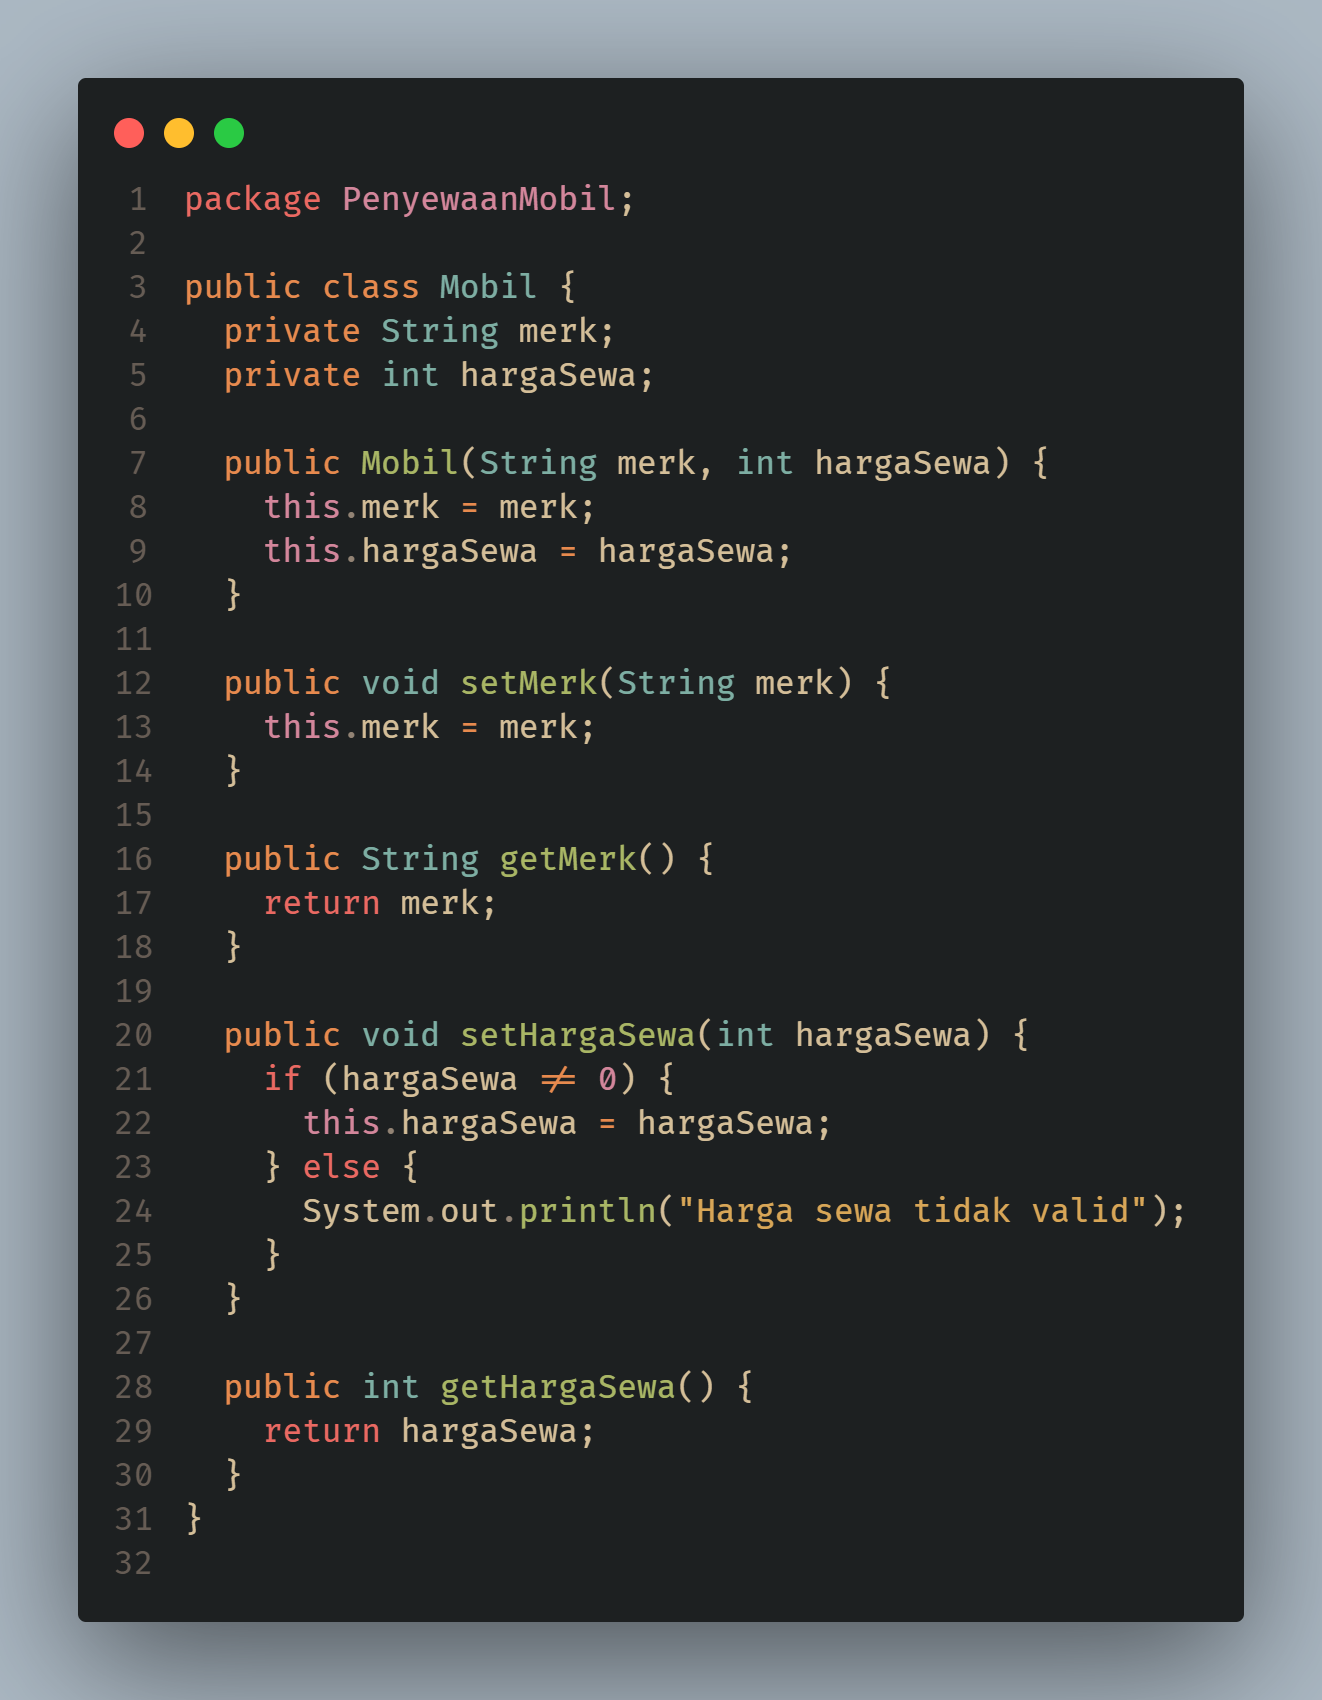 1 package PenyewaanMobil;
2
3 public class Mobil {
4   private String merk;
5   private int hargaSewa;
6
7   public Mobil(String merk, int hargaSewa) {
8     this.merk = merk;
9     this.hargaSewa = hargaSewa;
10   }
11
12   public void setMerk(String merk) {
13     this.merk = merk;
14   }
15
16   public String getMerk() {
17     return merk;
18   }
19
20   public void setHargaSewa(int hargaSewa) {
21     if (hargaSewa != 0) {
22       this.hargaSewa = hargaSewa;
23     } else {
24       System.out.println("Harga sewa tidak valid");
25     }
26   }
27
28   public int getHargaSewa() {
29     return hargaSewa;
30   }
31 }
32